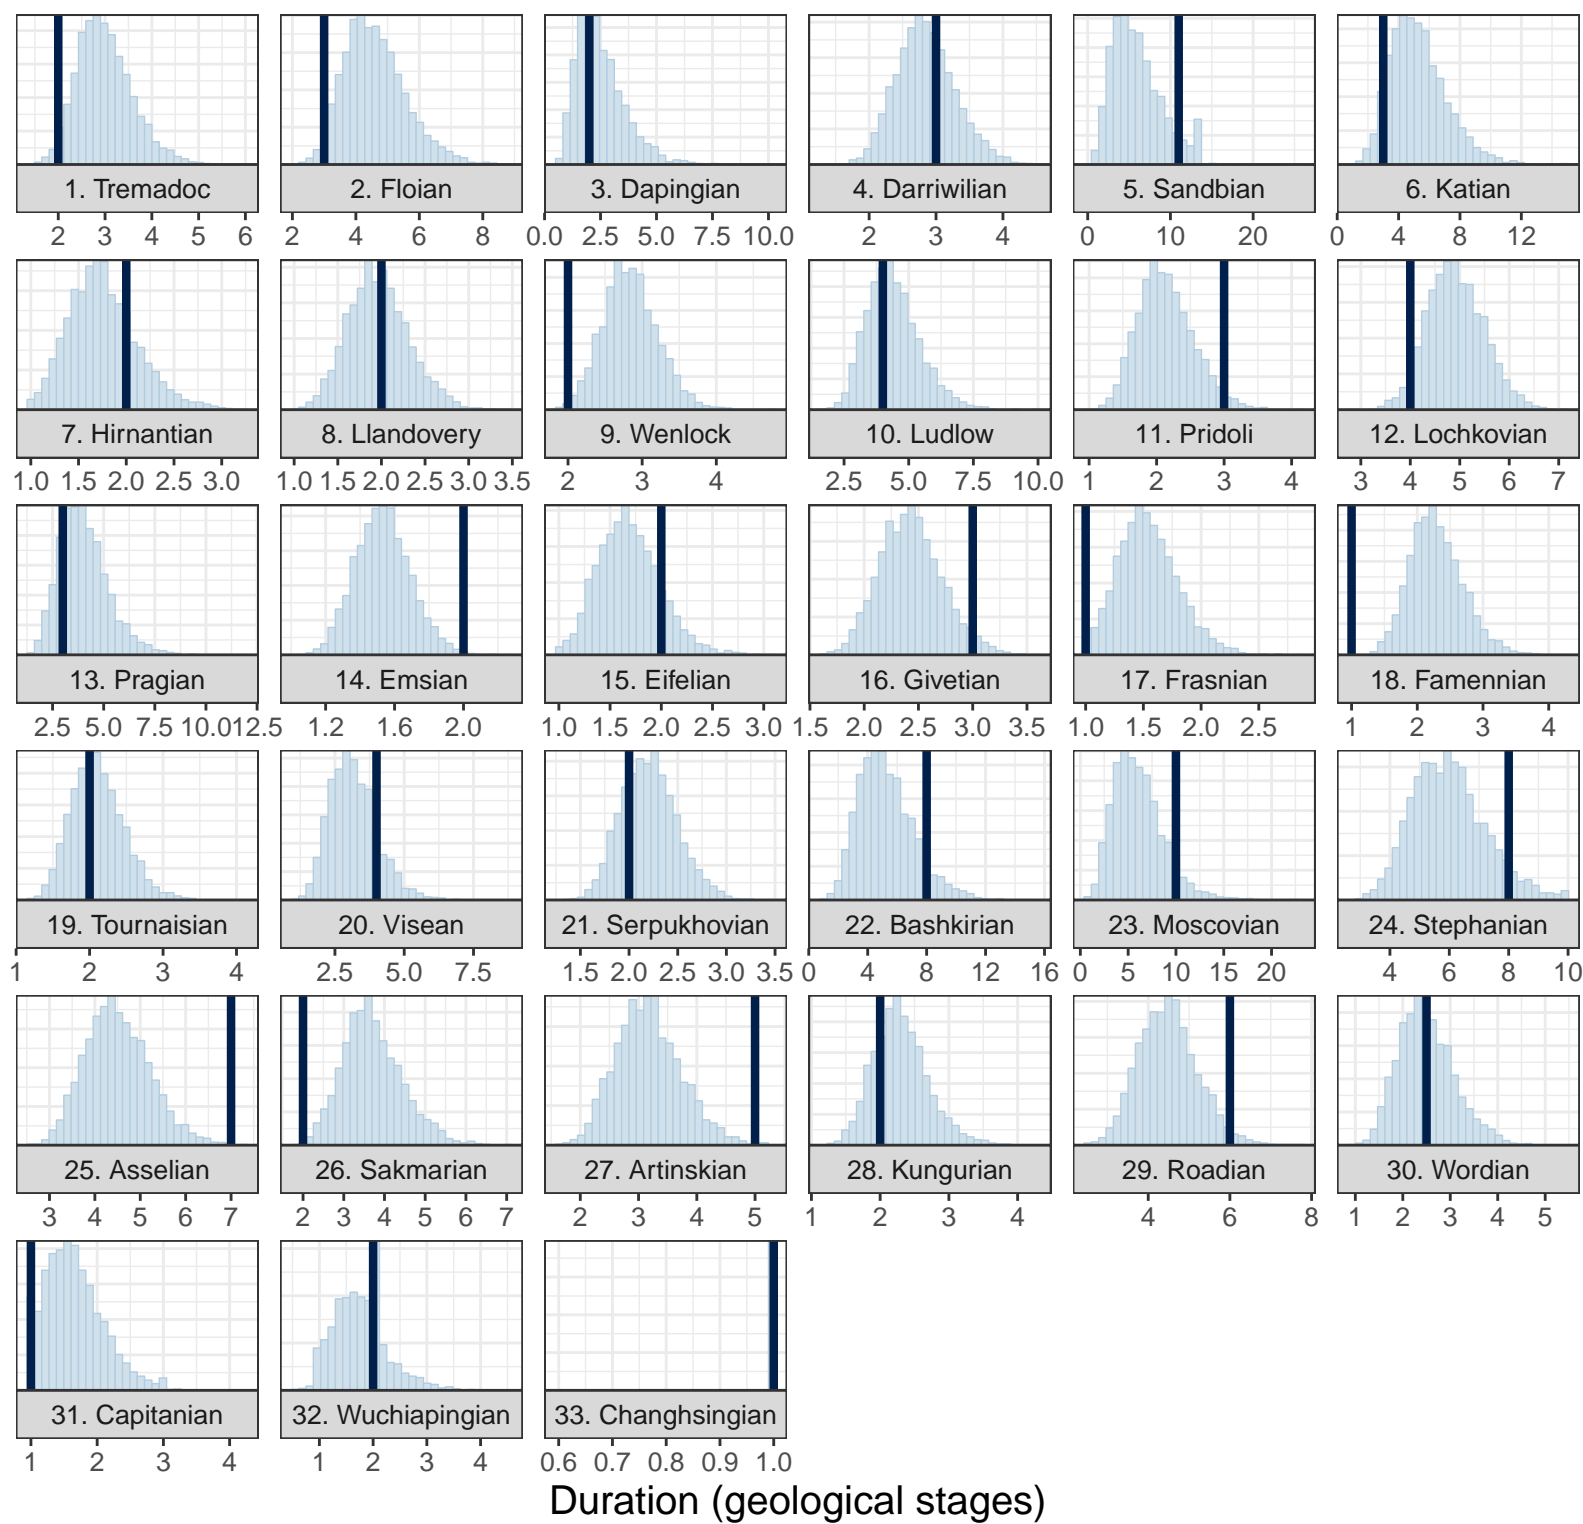 1. Tremadoc 2. Floian 3. Dapingian 4. Darriwilian 5. Sandbian 6. Katian
2 3 4 5 6 2 4 6 8 0.0 2.5 5.0 7.5 10.0 2 3 4 0 10 20 0 4 8 12
7. Hirnantian 8. Llandovery 9. Wenlock 10. Ludlow 11. Pridoli 12. Lochkovian
1.0 1.5 2.0 2.5 3.0 1.0 1.5 2.0 2.5 3.0 3.5 2 3 4 2.5 5.0 7.5 10.0 1 2 3 4 3 4 5 6 7
13. Pragian 14. Emsian 15. Eifelian 16. Givetian 17. Frasnian 18. Famennian
2.5 5.0 7.5 10.0 12.5 1.2 1.6 2.0 1.0 1.5 2.0 2.5 3.0 1.5 2.0 2.5 3.0 3.5 1.0 1.5 2.0 2.5 1 2 3 4
19. Tournaisian 20. Visean 21. Serpukhovian 22. Bashkirian 23. Moscovian 24. Stephanian
1 2 3 4 2.5 5.0 7.5 1.5 2.0 2.5 3.0 3.5 0 4 8 12 16 0 5 10 15 20 4 6 8 10
25. Asselian 26. Sakmarian 27. Artinskian 28. Kungurian 29. Roadian 30. Wordian
3 4 5 6 7 2 3 4 5 6 7 2 3 4 5 1 2 3 4 4 6 8 1 2 3 4 5
31. Capitanian 32. Wuchiapingian 33. Changhsingian
1 2 3 4 1 2 3 4 0.6 0.7 0.8 0.9 1.0
Duration (geological stages)